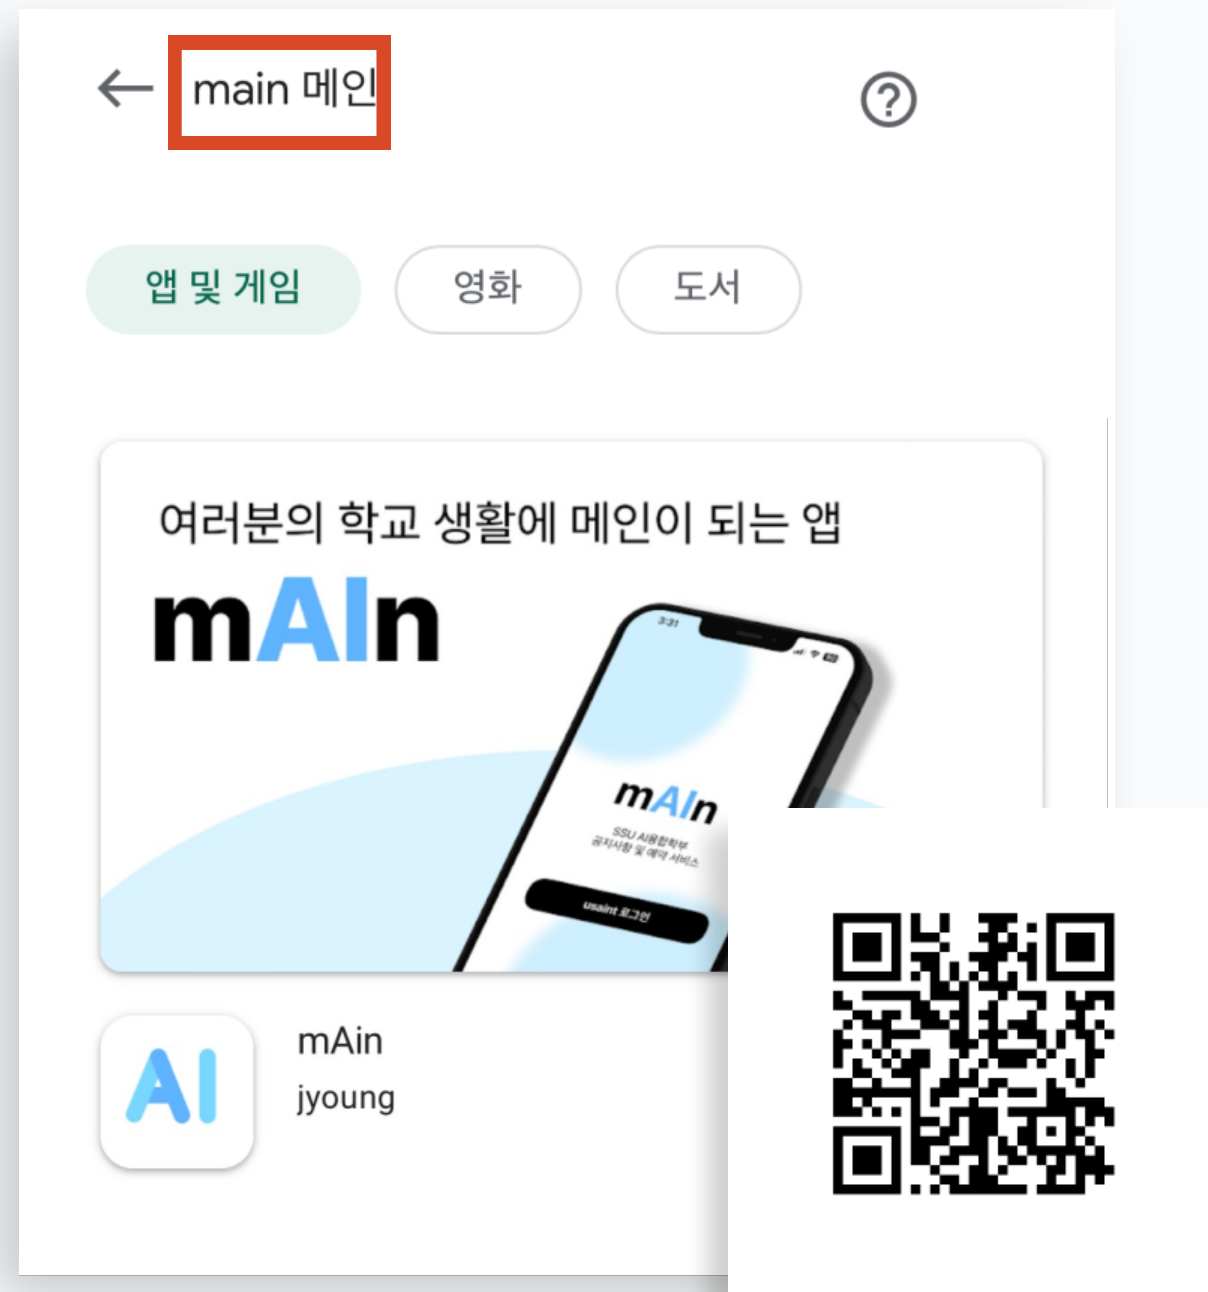 main 메인
앱 및 게임
영화
도서
여러분의 학교 생활에 메인이 되는 앱
mAIn
3:31
mAIn
SSU AI융합학부
공지사항 및 예약 서비스
usaint 로그인
AI
mAin
jyoung